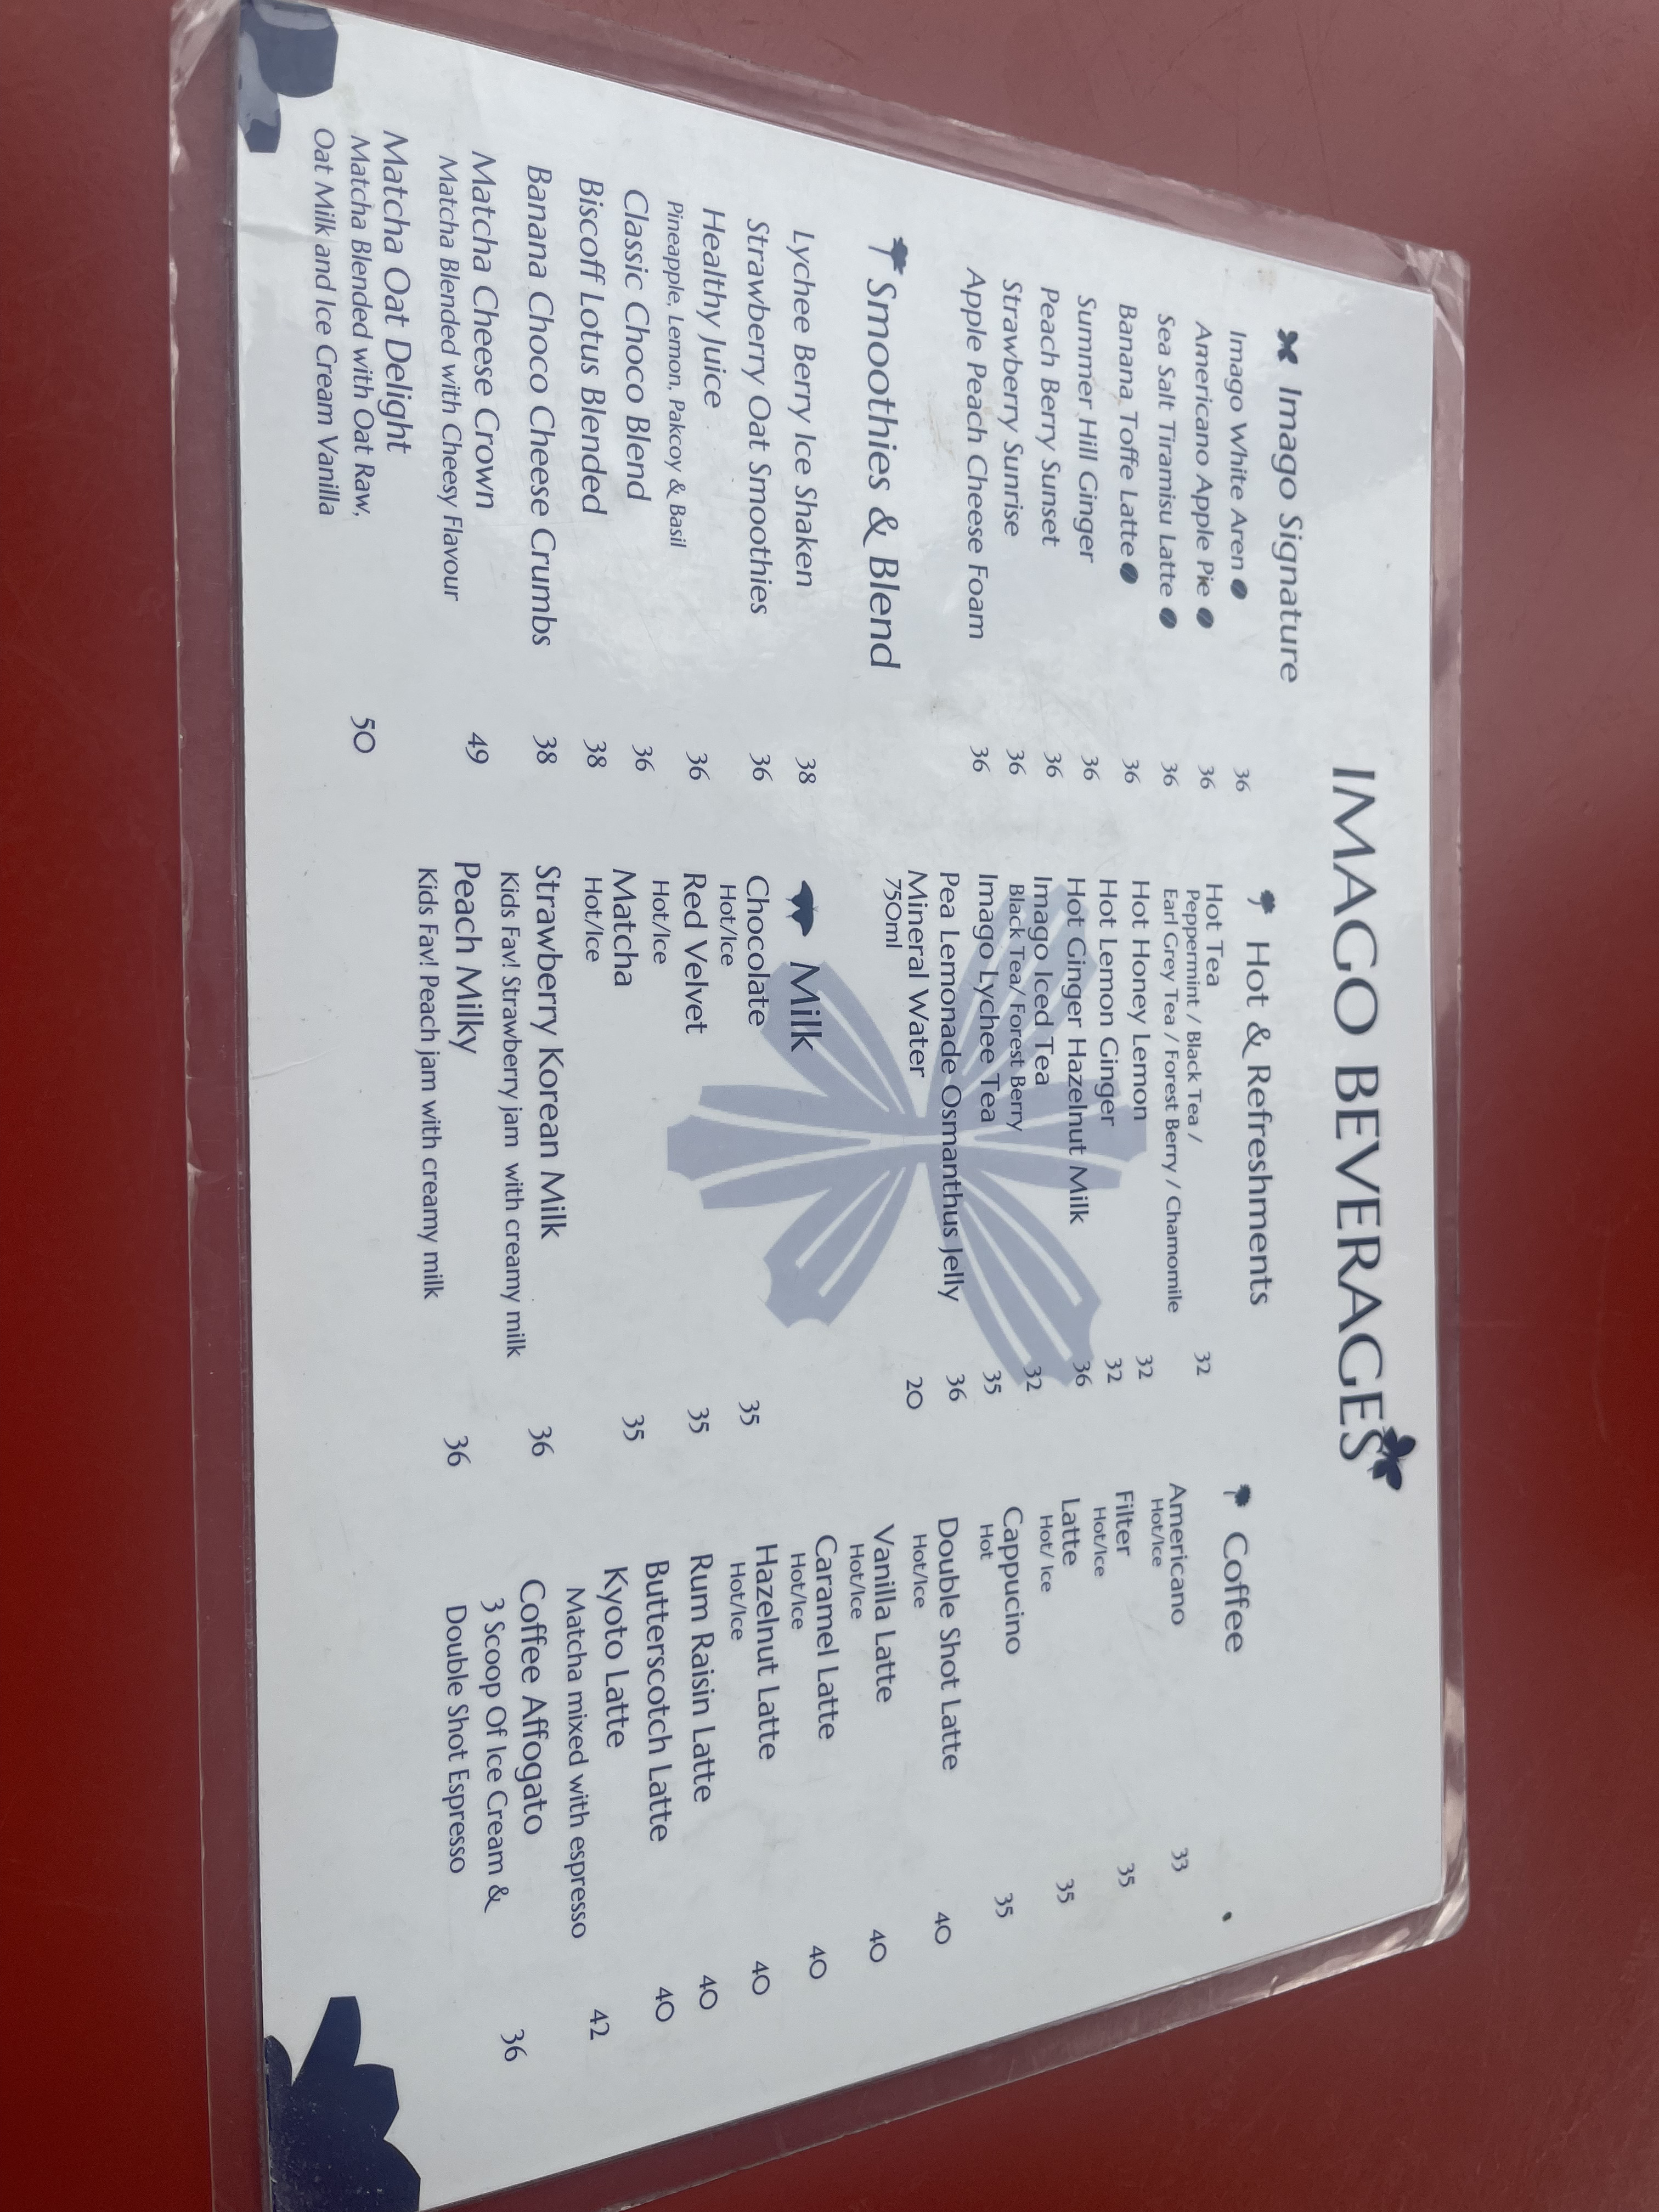 IMAGO BEVERAGES
Imago Signature
Imago White Aren 36
Americano Apple Pie 36
Sea Salt Tiramisu Latte 36
Banana Toffe Latte 36
Summer Hill Ginger 36
Peach Berry Sunset 36
Strawberry Sunrise 36
Apple Peach Cheese Foam 36
Smoothies & Blend
Lychee Berry Ice Shaken 38
Strawberry Oat Smoothies 36
Healthy Juice 36
Pineapple, Lemon, Pakcoy & Basil
Classic Choco Blend 36
Biscoff Lotus Blended 38
Banana Choco Cheese Crumbs 38
Matcha Cheese Crown 49
Matcha Blended with Cheesy Flavour
Matcha Oat Delight
Matcha Blended with Oat Raw, 50
Oat Milk and Ice Cream Vanilla
Hot & Refreshments
Hot Tea 32
Peppermint / Black Tea /
Earl Grey Tea / Forest Berry / Chamomile
Hot Honey Lemon 32
Hot Lemon Ginger 32
Hot Ginger Hazelnut Milk 36
Imago Iced Tea 32
Black Tea/ Forest Berry
Imago Lychee Tea 35
Pea Lemonade Osmanthus Jelly 36
Mineral Water 20
750ml
Milk
Chocolate 35
Hot/Ice
Red Velvet 35
Hot/Ice
Matcha 35
Hot/Ice
Strawberry Korean Milk 36
Kids Fav! Strawberry jam with creamy milk
Peach Milky 36
Kids Fav! Peach jam with creamy milk
Coffee
Americano 33
Hot/Ice
Filter 35
Hot/Ice
Latte 35
Hot/ Ice
Cappucino 35
Hot
Double Shot Latte 40
Hot/Ice
Vanilla Latte 40
Hot/Ice
Caramel Latte 40
Hot/Ice
Hazelnut Latte 40
Hot/Ice
Rum Raisin Latte 40
Butterscotch Latte 40
Kyoto Latte 42
Matcha mixed with espresso
Coffee Affogato 36
3 Scoop Of Ice Cream &
Double Shot Espresso